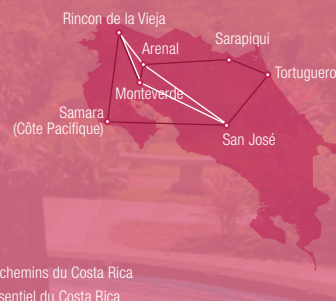 Rincon de la Vieja
Arenal
Sarapiqui
Tortuguero
Monteverde
Samara
(Côte Pacifique)
San José
chemins du Costa Rica
sentiel du Costa Rica